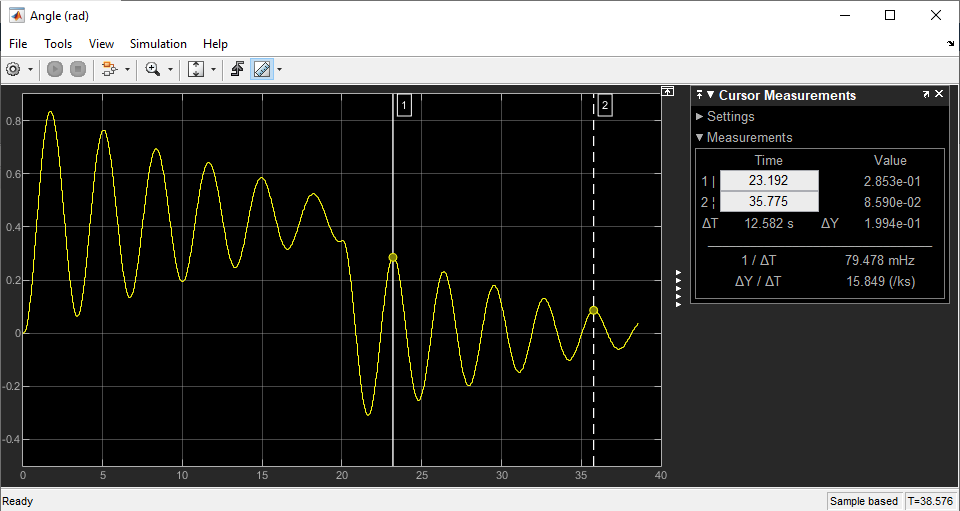 Angle (rad)
File Tools View Simulation Help
Cursor Measurements
Settings
Measurements
Time Value
1 | 23.192 2.853e-01
2 ¦ 35.775 8.590e-02
ΔT 12.582 s ΔY 1.994e-01
1 / ΔT 79.478 mHz
ΔY / ΔT 15.849 (/ks)
1
2
0.8
0.6
0.4
0.2
0
-0.2
-0.4
0 5 10 15 20 25 30 35 40
Ready Sample based T=38.576